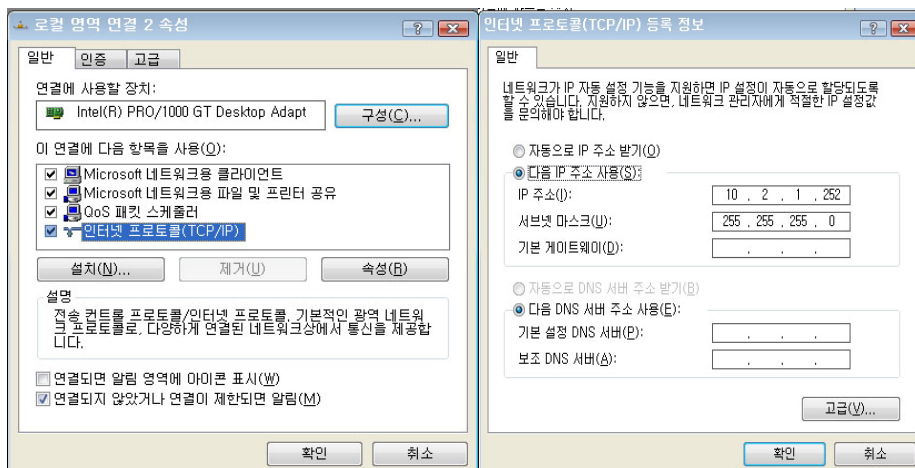 로컬 영역 연결 2 속성
일반
인증
고급
연결에 사용할 장치:
Intel(R) PRO/1000 GT Desktop Adapt
구성(C)...
이 연결에 다음 항목을 사용(O):
Microsoft 네트워크용 클라이언트
Microsoft 네트워크용 파일 및 프린터 공유
QoS 패킷 스케줄러
인터넷 프로토콜(TCP/IP)
설치(N)...
제거(U)
속성(R)
설명
전송 컨트롤 프로토콜/인터넷 프로토콜. 기본적인 광역 네트워
크 프로토콜로, 다양하게 연결된 네트워크상에서 통신을 제공합
니다.
연결되면 알림 영역에 아이콘 표시(W)
연결되지 않았거나 연결이 제한되면 알림(M)
확인
취소
인터넷 프로토콜(TCP/IP) 등록 정보
일반
네트워크가 IP 자동 설정 기능을 지원하면 IP 설정이 자동으로 할당되도록
할 수 있습니다. 지원하지 않으면, 네트워크 관리자에게 적절한 IP 설정값
을 문의해야 합니다.
자동으로 IP 주소 받기(O)
다음 IP 주소 사용(S):
IP 주소(I):
10 . 2 . 1 . 252
서브넷 마스크(U):
255 . 255 . 255 . 0
기본 게이트웨이(D):
. . .
자동으로 DNS 서버 주소 받기(B)
다음 DNS 서버 주소 사용(E):
기본 설정 DNS 서버(P):
. . .
보조 DNS 서버(A):
. . .
고급(V)...
확인
취소